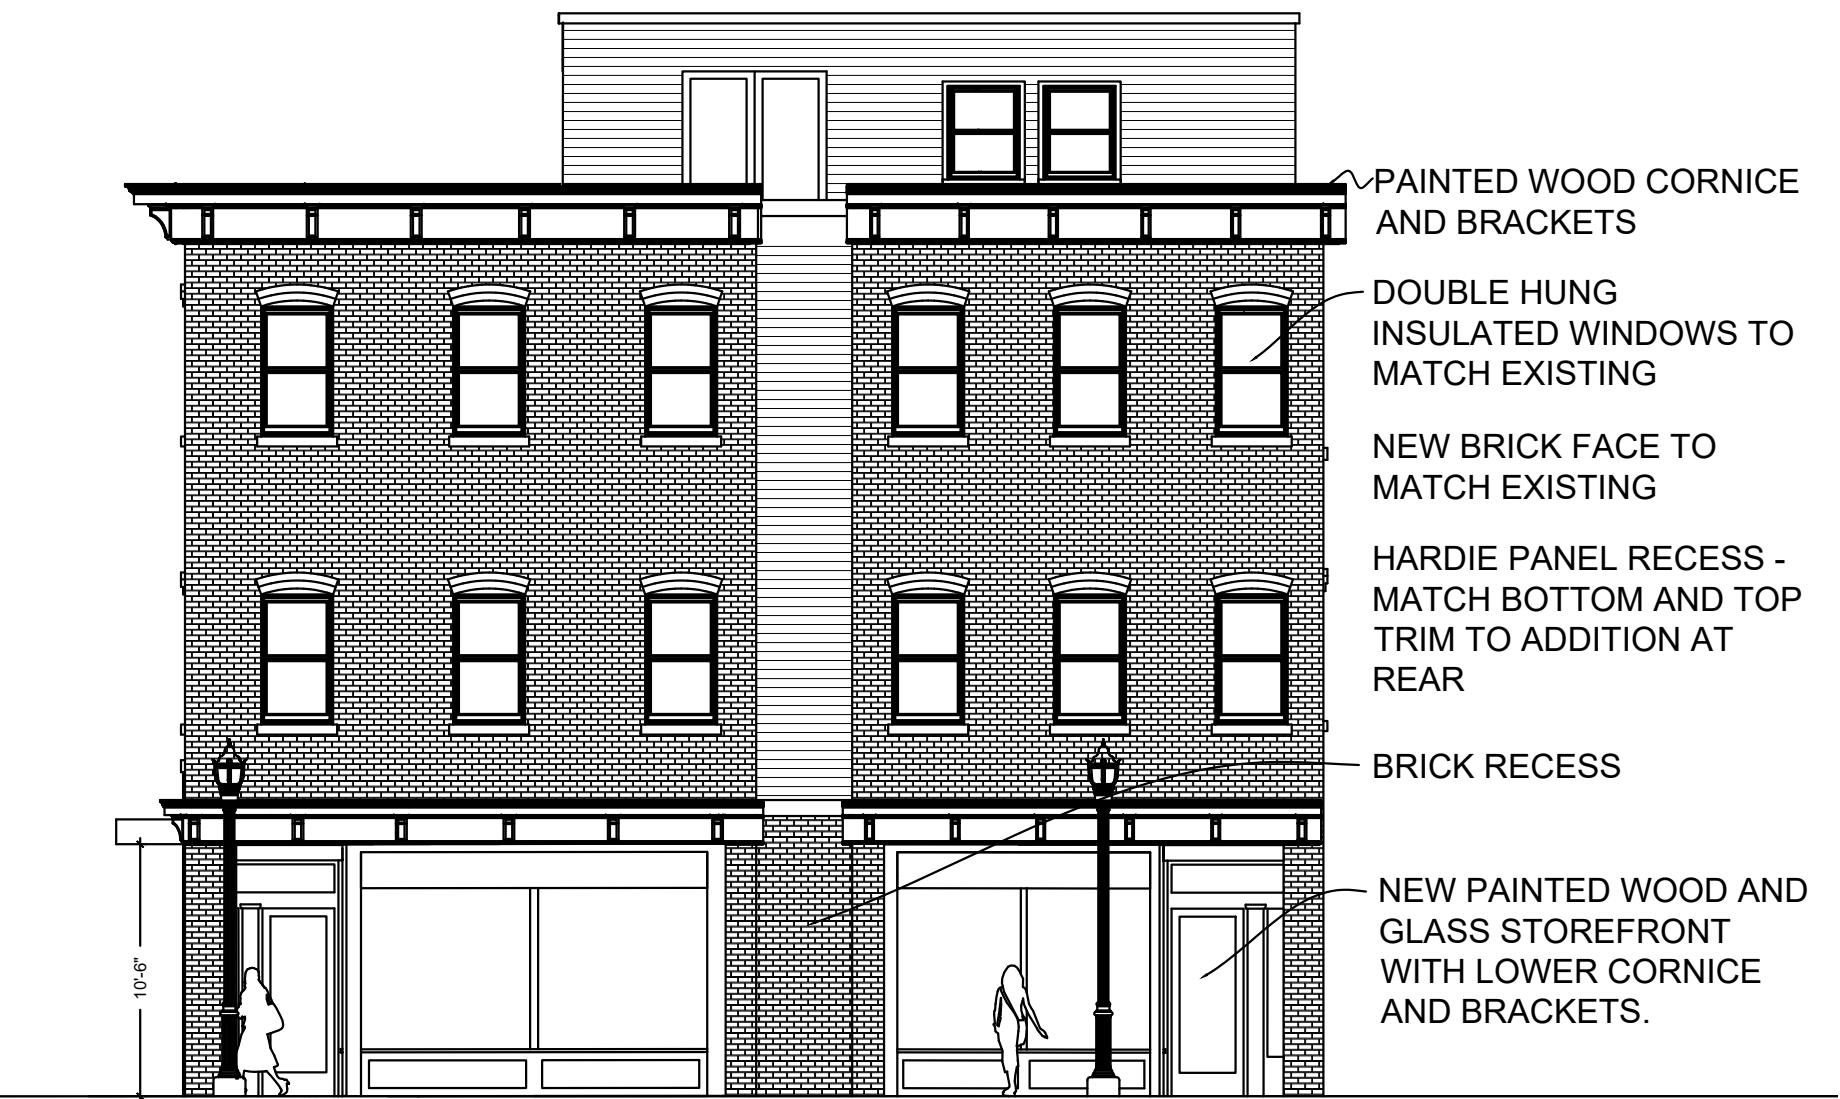 PAINTED WOOD CORNICE
AND BRACKETS
DOUBLE HUNG
INSULATED WINDOWS TO
MATCH EXISTING
NEW BRICK FACE TO
MATCH EXISTING
HARDIE PANEL RECESS -
MATCH BOTTOM AND TOP
TRIM TO ADDITION AT
REAR
BRICK RECESS
NEW PAINTED WOOD AND
GLASS STOREFRONT
WITH LOWER CORNICE
AND BRACKETS.
10'-6"